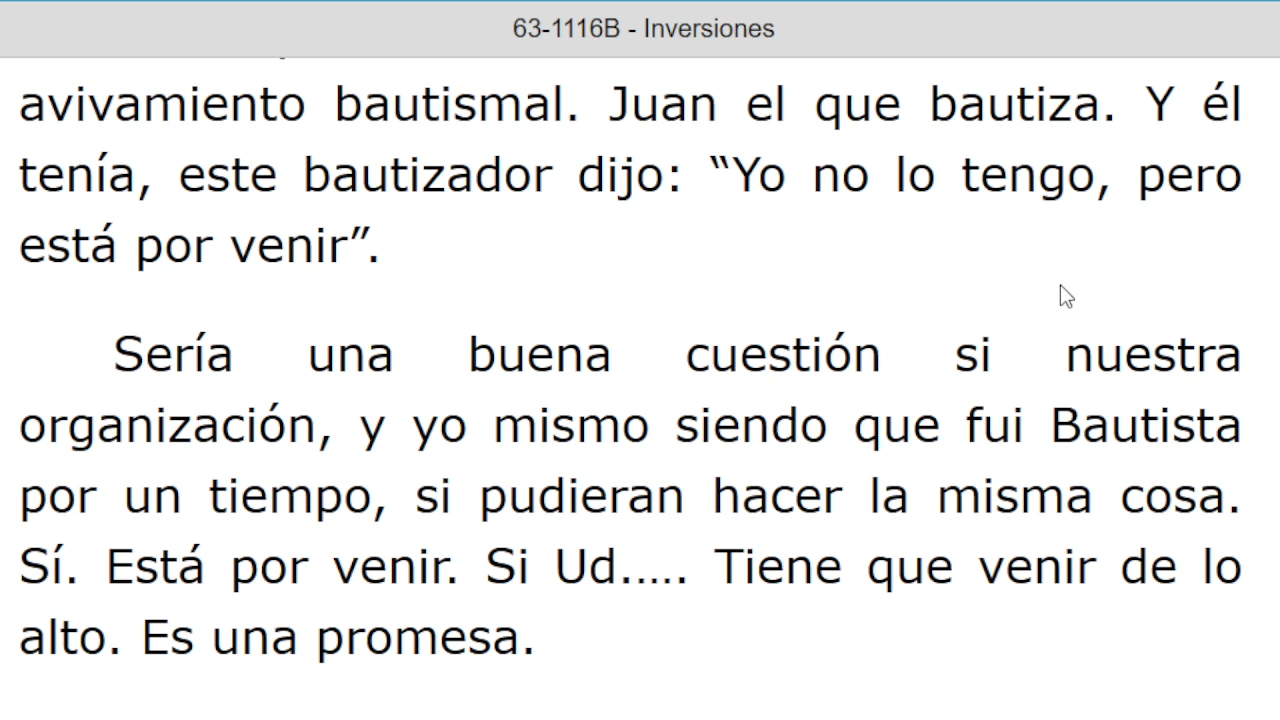 63-1116B - Inversiones
avivamiento bautismal. Juan el que bautiza. Y él
tenía, este bautizador dijo: “Yo no lo tengo, pero
está por venir”.
Sería una buena cuestión si nuestra
organización, y yo mismo siendo que fui Bautista
por un tiempo, si pudieran hacer la misma cosa.
Sí. Está por venir. Si Ud..... Tiene que venir de lo
alto. Es una promesa.